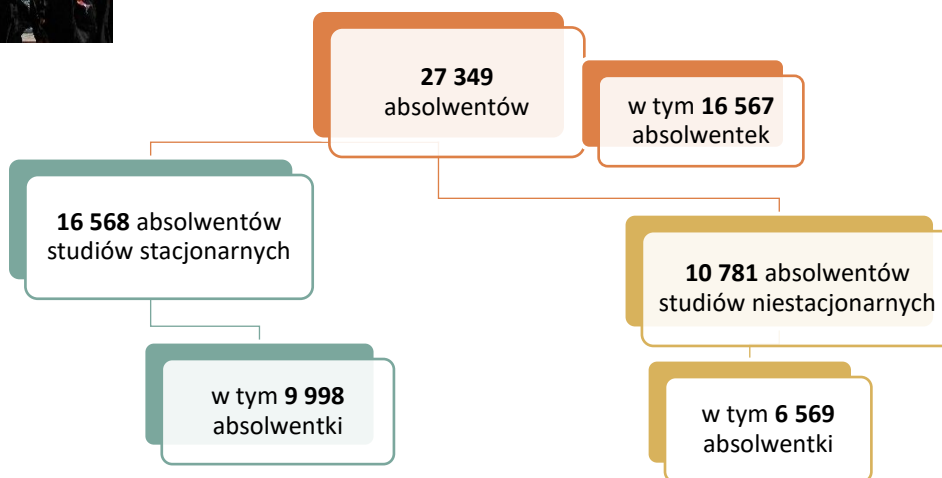 27 349
absolwentów
w tym 16 567
absolwentek
16 568 absolwentów
studiów stacjonarnych
10 781 absolwentów
studiów niestacjonarnych
w tym 9 998
absolwentki
w tym 6 569
absolwentki